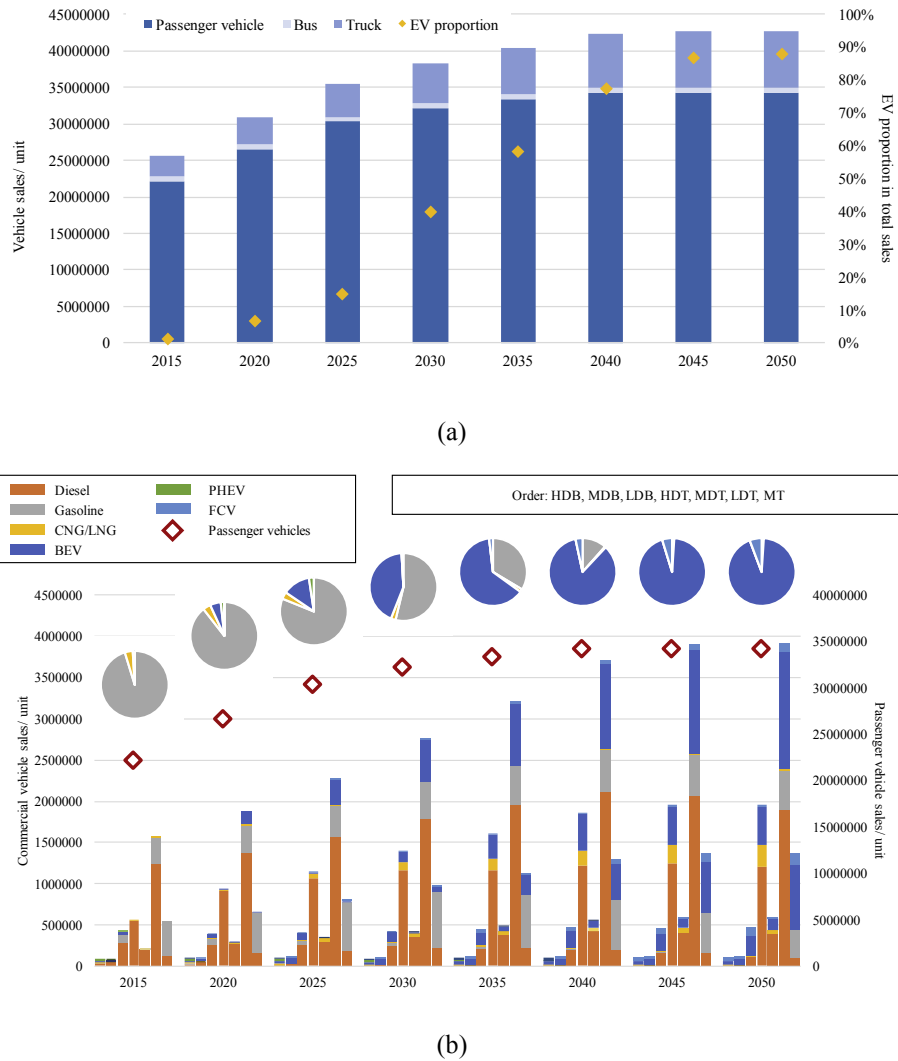 Passenger vehicle Bus Truck EV proportion
45000000
40000000
35000000
30000000
25000000
20000000
15000000
10000000
5000000
0
Vehicle sales/ unit
100%
90%
80%
70%
60%
50%
40%
30%
20%
10%
0%
EV proportion in total sales
2015 2020 2025 2030 2035 2040 2045 2050
(a)
Diesel PHEV
Gasoline FCV
CNG/LNG Passenger vehicles
BEV
Order: HDB, MDB, LDB, HDT, MDT, LDT, MT
4500000
4000000
3500000
3000000
2500000
2000000
1500000
1000000
500000
0
Commercial vehicle sales/ unit
40000000
35000000
30000000
25000000
20000000
15000000
10000000
5000000
0
Passenger vehicle sales/ unit
2015 2020 2025 2030 2035 2040 2045 2050
(b)